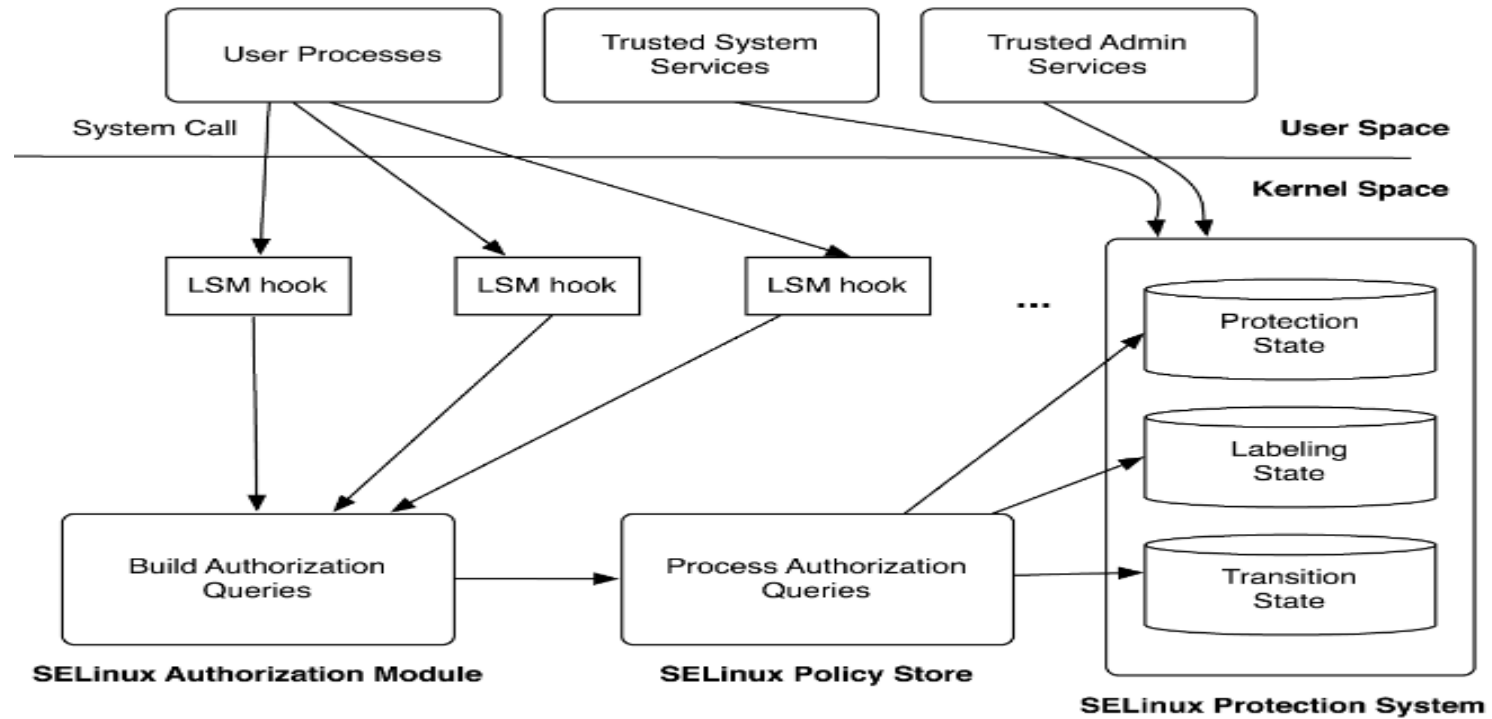 User Processes
Trusted System
Services
Trusted Admin
Services
System Call
User Space
Kernel Space
LSM hook
LSM hook
LSM hook
...
Protection
State
Labeling
State
Transition
State
Build Authorization
Queries
Process Authorization
Queries
SELinux Authorization Module
SELinux Policy Store
SELinux Protection System